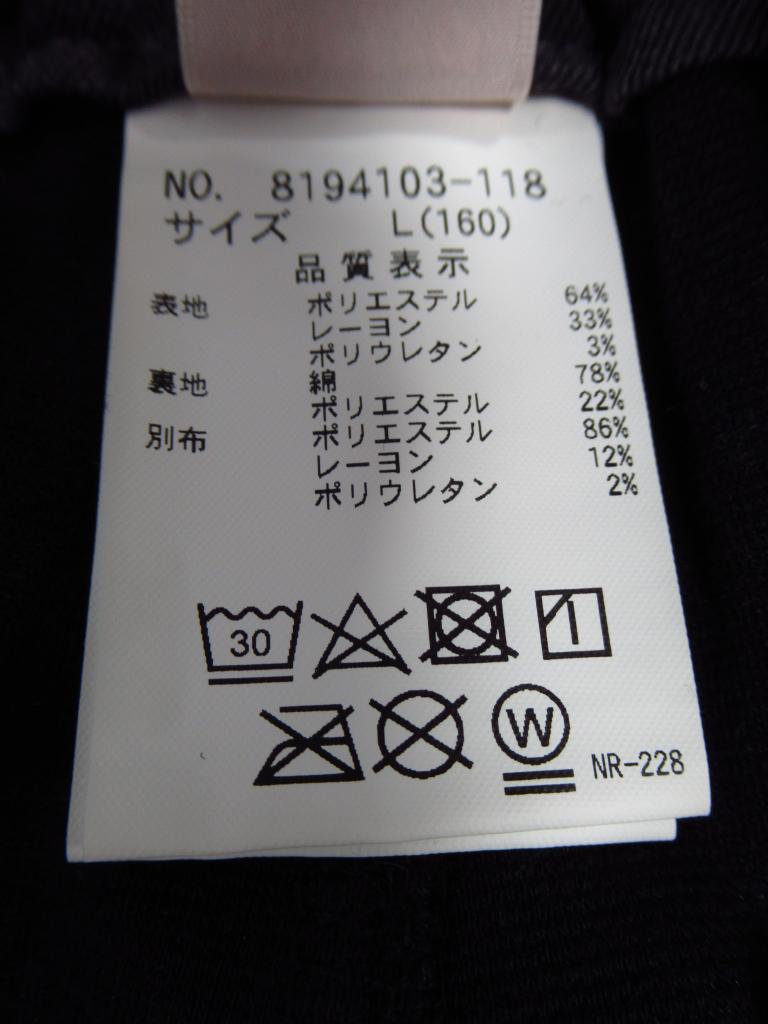 NO. 8194103-118
サイズ L(160)
品質表示
表地 ポリエステル 64%
レーヨン 33%
ポリウレタン 3%
裏地 綿 78%
ポリエステル 22%
別布 ポリエステル 86%
レーヨン 12%
ポリウレタン 2%
30
W
NR-228